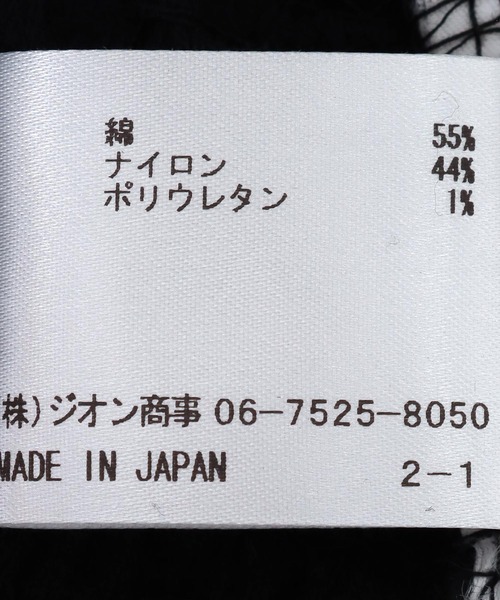 綿 55%
ナイロン 44%
ポリウレタン 1%
株)ジオン商事 06-7525-8050
MADE IN JAPAN 2-1